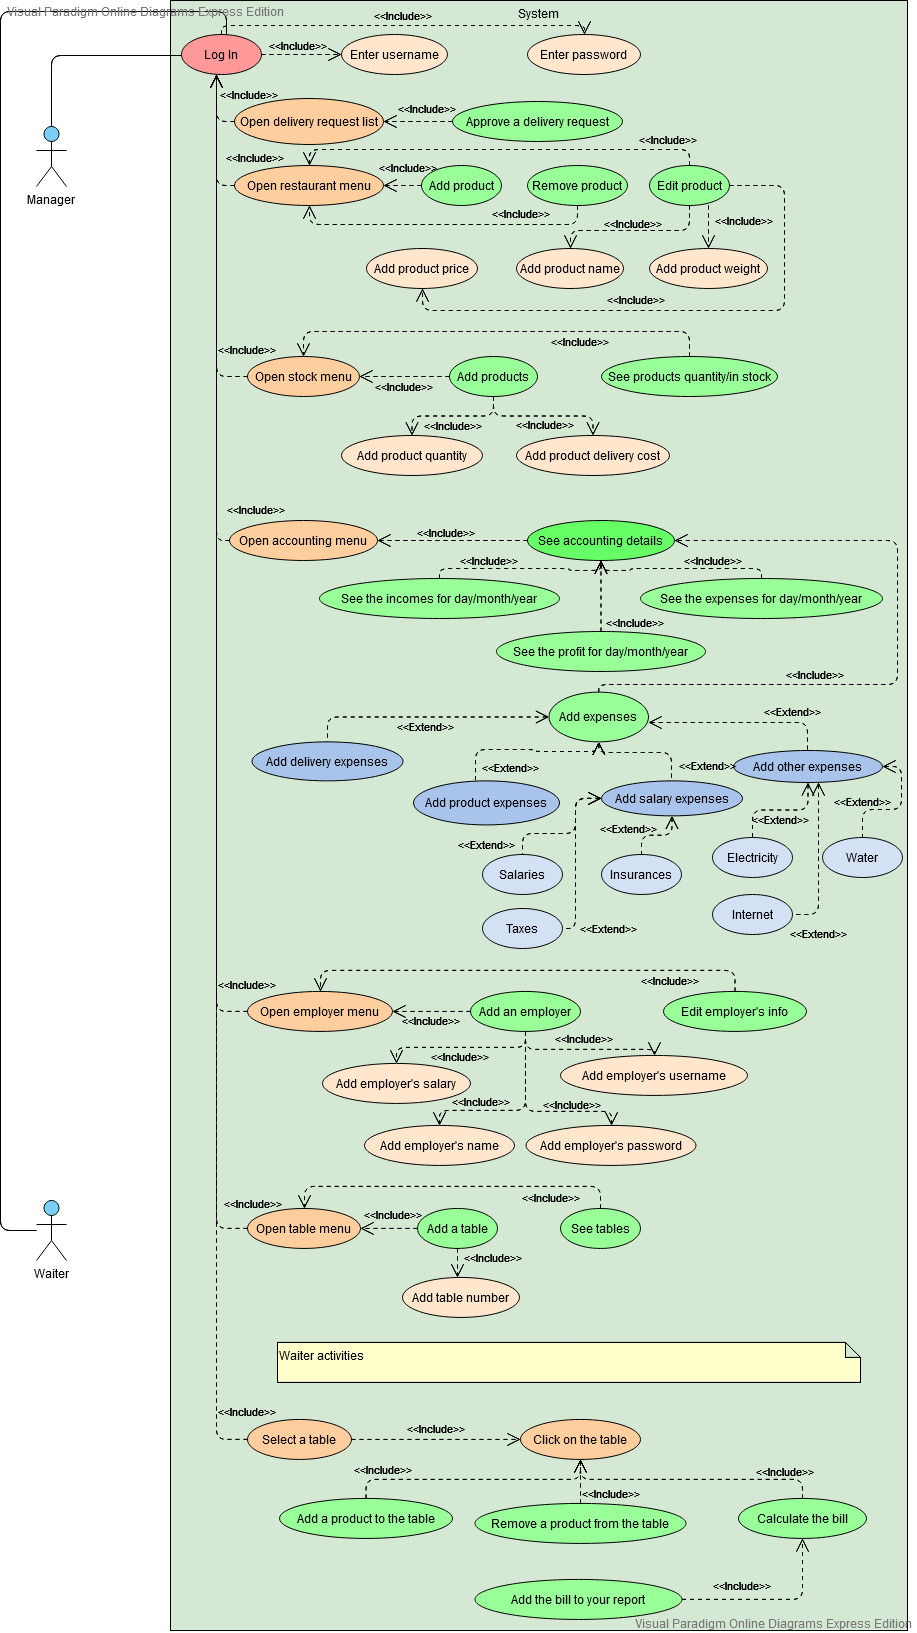 Visual Paradigm Online Diagrams Express Edition
System
<<Include>>
Log In
<<Include>>
Enter username
Enter password
Manager
<<Include>>
Open delivery request list
<<Include>>
Approve a delivery request
<<Include>>
<<Include>>
<<Include>>
Open restaurant menu
Add product
Remove product
Edit product
<<Include>>
<<Include>>
<<Include>>
Add product price
Add product name
Add product weight
<<Include>>
<<Include>>
<<Include>>
Open stock menu
<<Include>>
Add products
See products quantity/in stock
<<Include>>
<<Include>>
Add product quantity
Add product delivery cost
<<Include>>
Open accounting menu
<<Include>>
See accounting details
<<Include>>
<<Include>>
See the incomes for day/month/year
See the expenses for day/month/year
<<Include>>
See the profit for day/month/year
<<Include>>
Add expenses
<<Extend>>
<<Extend>>
Add delivery expenses
<<Extend>>
<<Extend>>
Add other expenses
Add product expenses
Add salary expenses
<<Extend>>
<<Extend>>
<<Extend>>
<<Extend>>
Electricity
Water
Salaries
Insurances
Internet
Taxes
<<Extend>>
<<Extend>>
<<Include>>
<<Include>>
Open employer menu
<<Include>>
Add an employer
Edit employer's info
<<Include>>
<<Include>>
Add employer's salary
Add employer's username
<<Include>>
<<Include>>
Add employer's name
Add employer's password
<<Include>>
<<Include>>
<<Include>>
Open table menu
Add a table
See tables
<<Include>>
Waiter
Add table number
Waiter activities
<<Include>>
Select a table
<<Include>>
Click on the table
<<Include>>
<<Include>>
<<Include>>
Add a product to the table
Remove a product from the table
Calculate the bill
<<Include>>
Add the bill to your report
Visual Paradigm Online Diagrams Express Edition